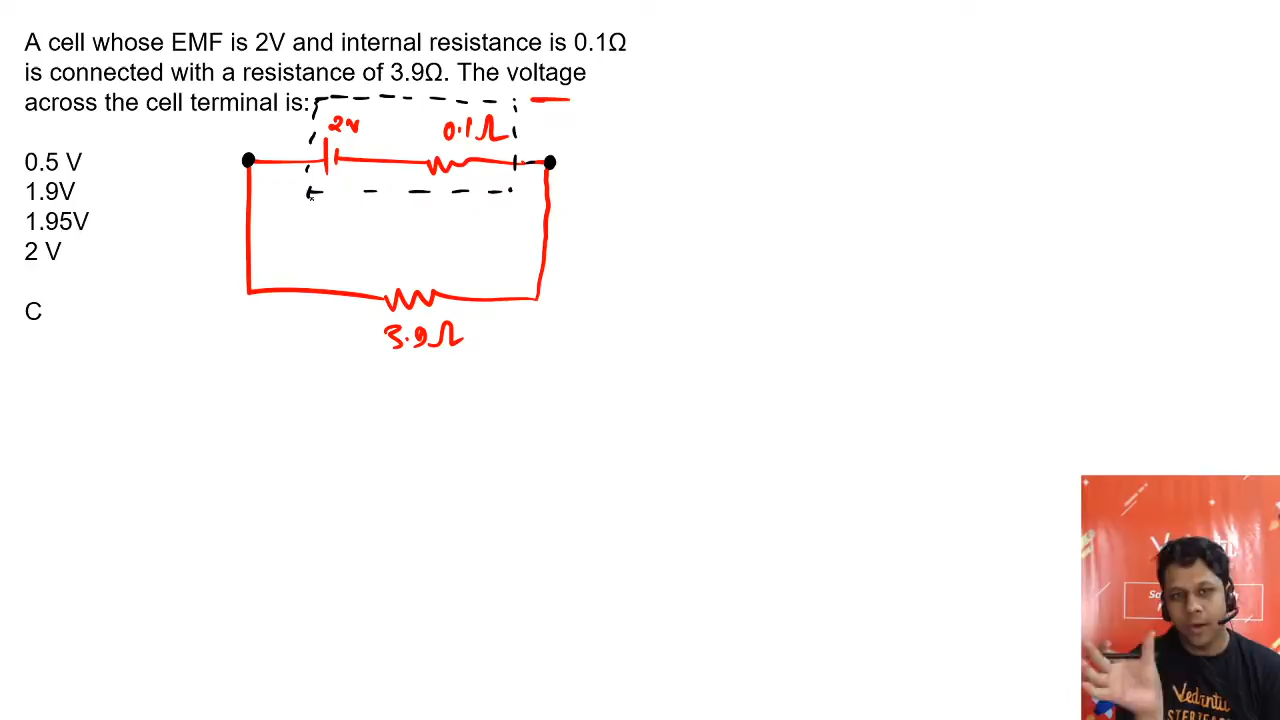 A cell whose EMF is 2V and internal resistance is 0.1Ω
is connected with a resistance of 3.9Ω. The voltage
across the cell terminal is:
2v
0.1Ω
0.5 V
1.9V
1.95V
2 V
C
3.9Ω
Vedantu